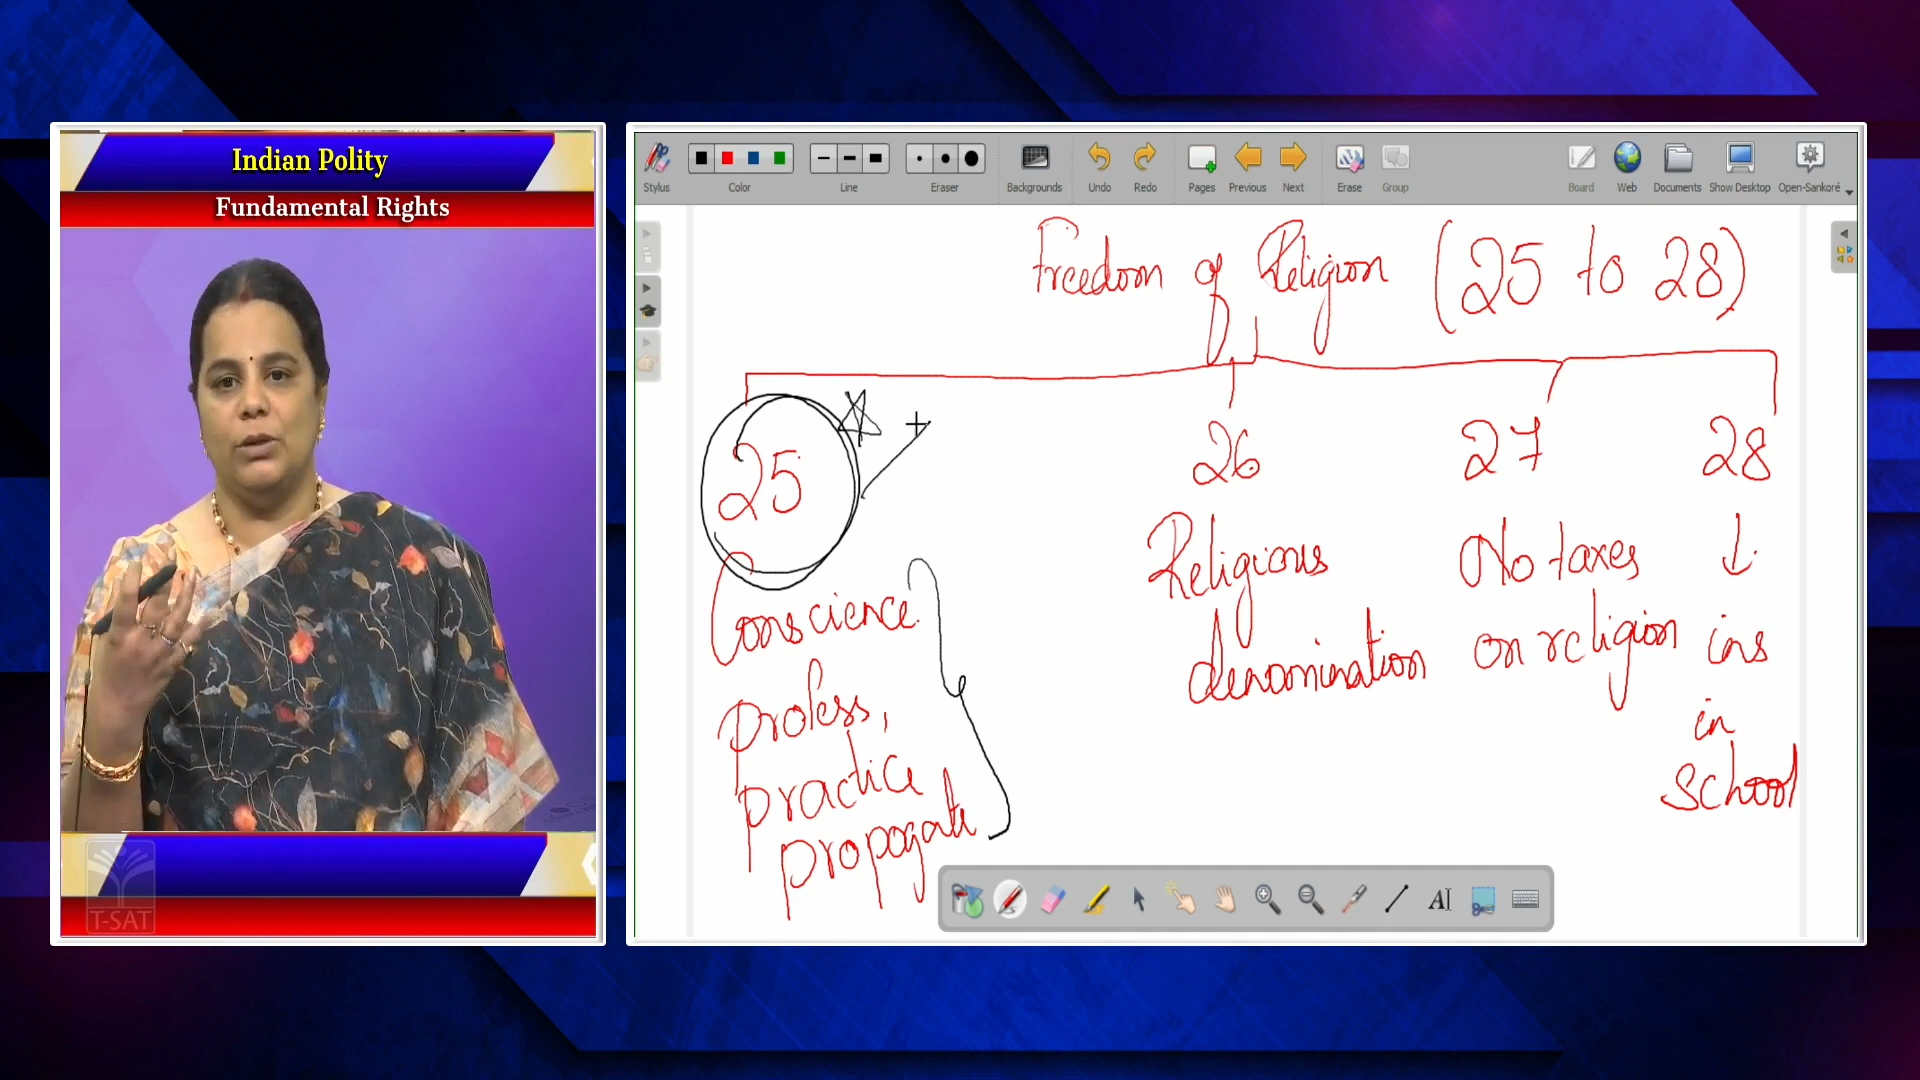 Indian Polity
Fundamental Rights
T-SAT
Stylus
Color
Line
Eraser
Backgrounds
Undo
Redo
Pages
Previous
Next
Erase
Group
Board
Web
Documents
Show Desktop
Open-Sankoré
Freedom of Religion (25 to 28)
25
26
27
28
Conscience
profess,
practice
propogate
Religious
denomination
No taxes
on religion
ins
in
school
AI